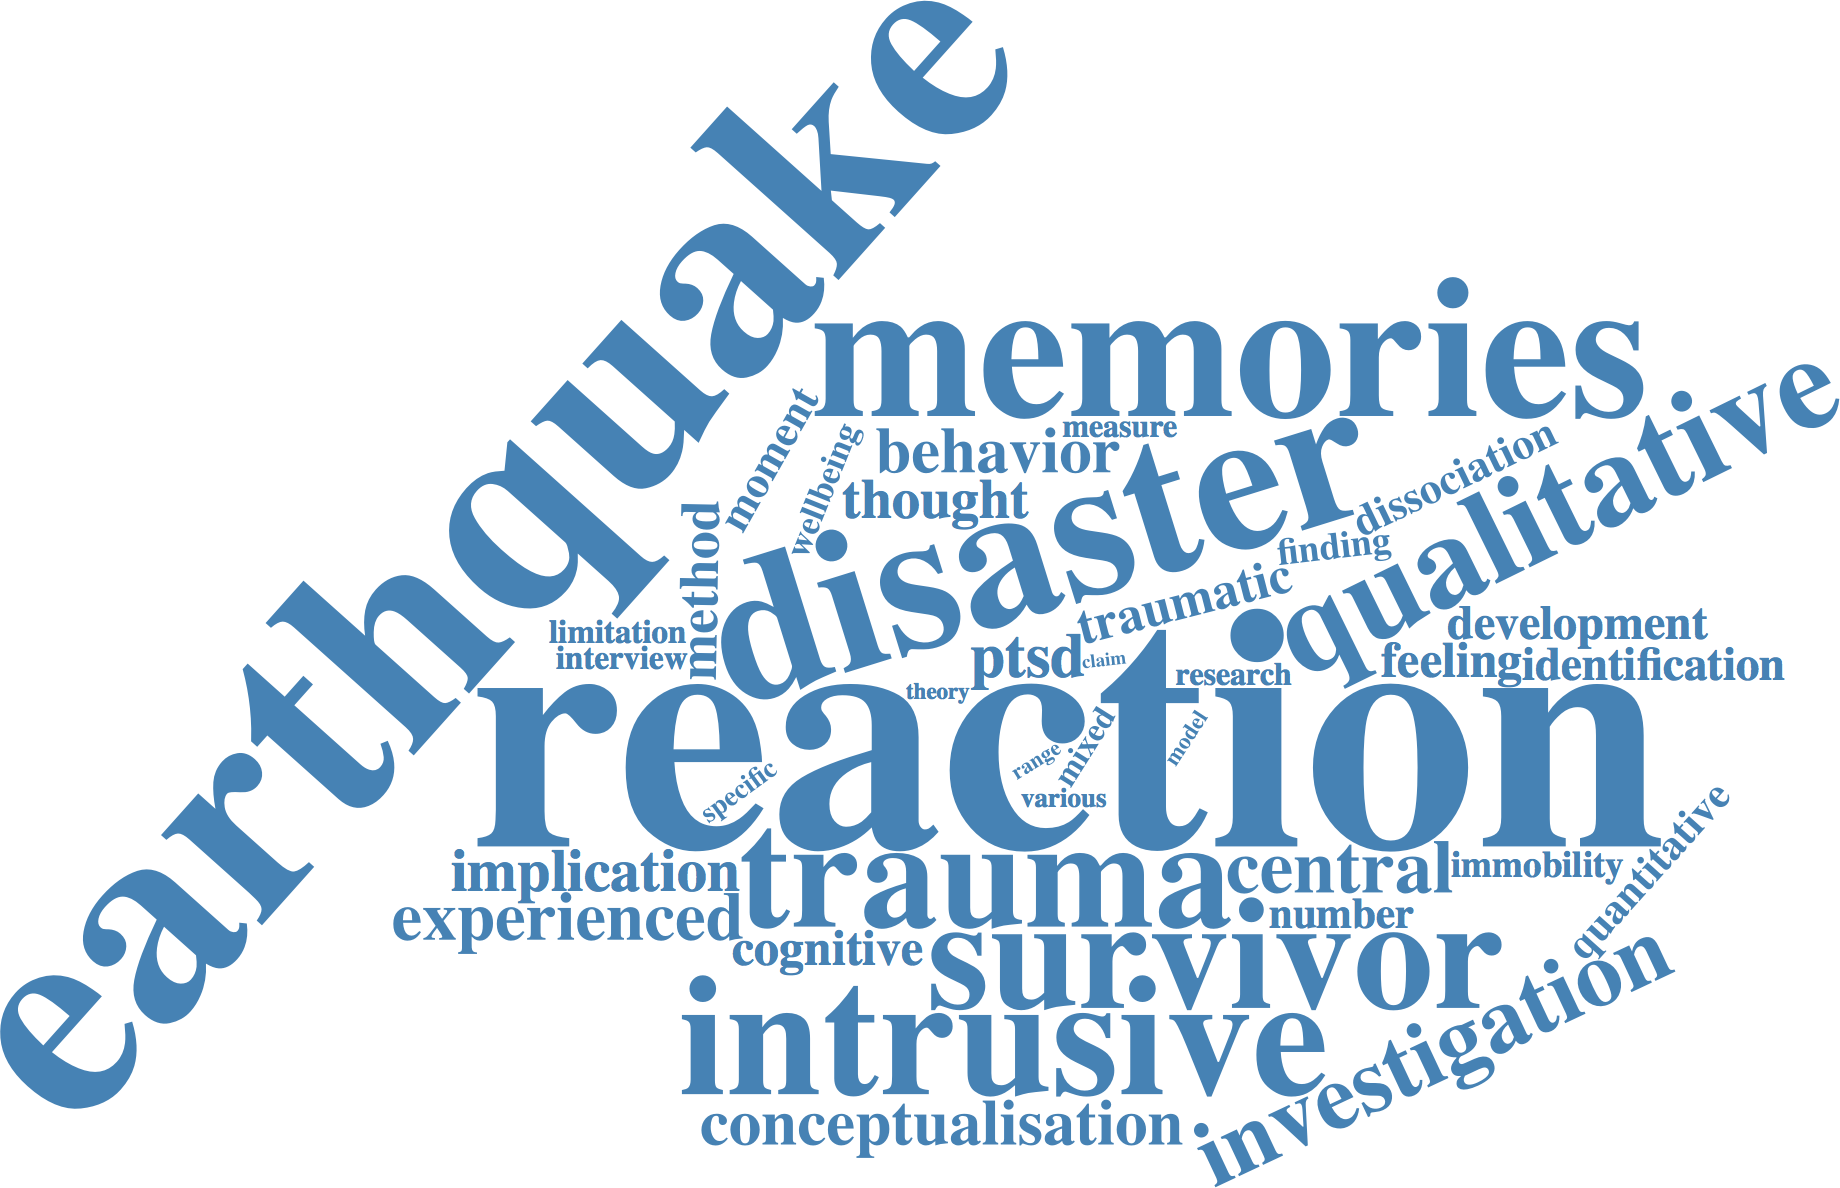 earthquake
memories
measure
behavior
moment
wellbeing
thought
disaster
dissociation
qualitative
method
finding
traumatic
limitation
interview
development
ptsd
claim
research
feeling
identification
theory
reaction
range
mixed
model
specific
various
quantitative
implication
trauma
central
immobility
experienced
number
cognitive
survivor
intrusive
investigation
conceptualisation